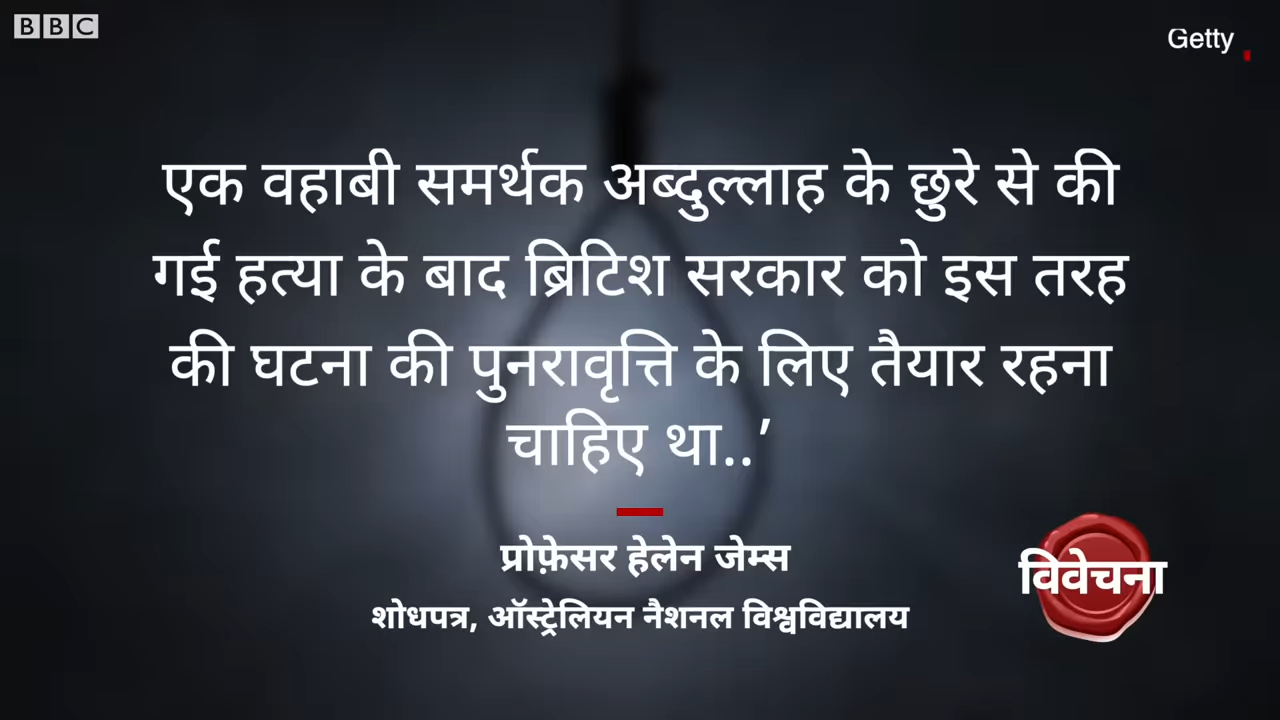 BBC
Getty
एक वहाबी समर्थक अब्दुल्लाह के छुरे से की
गई हत्या के बाद ब्रिटिश सरकार को इस तरह
की घटना की पुनरावृत्ति के लिए तैयार रहना
चाहिए था..’
प्रोफ़ेसर हेलेन जेम्स
शोधपत्र, ऑस्ट्रेलियन नैशनल विश्वविद्यालय
विवेचना